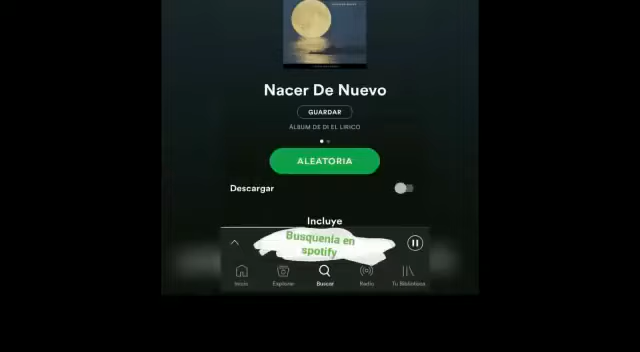 Nacer De Nuevo
GUARDAR
ÁLBUM DE DI EL LIRICO
ALEATORIA
Descargar
Incluye
Busquenla en
spotify
Inicio
Explorar
Buscar
Radio
Tu Biblioteca